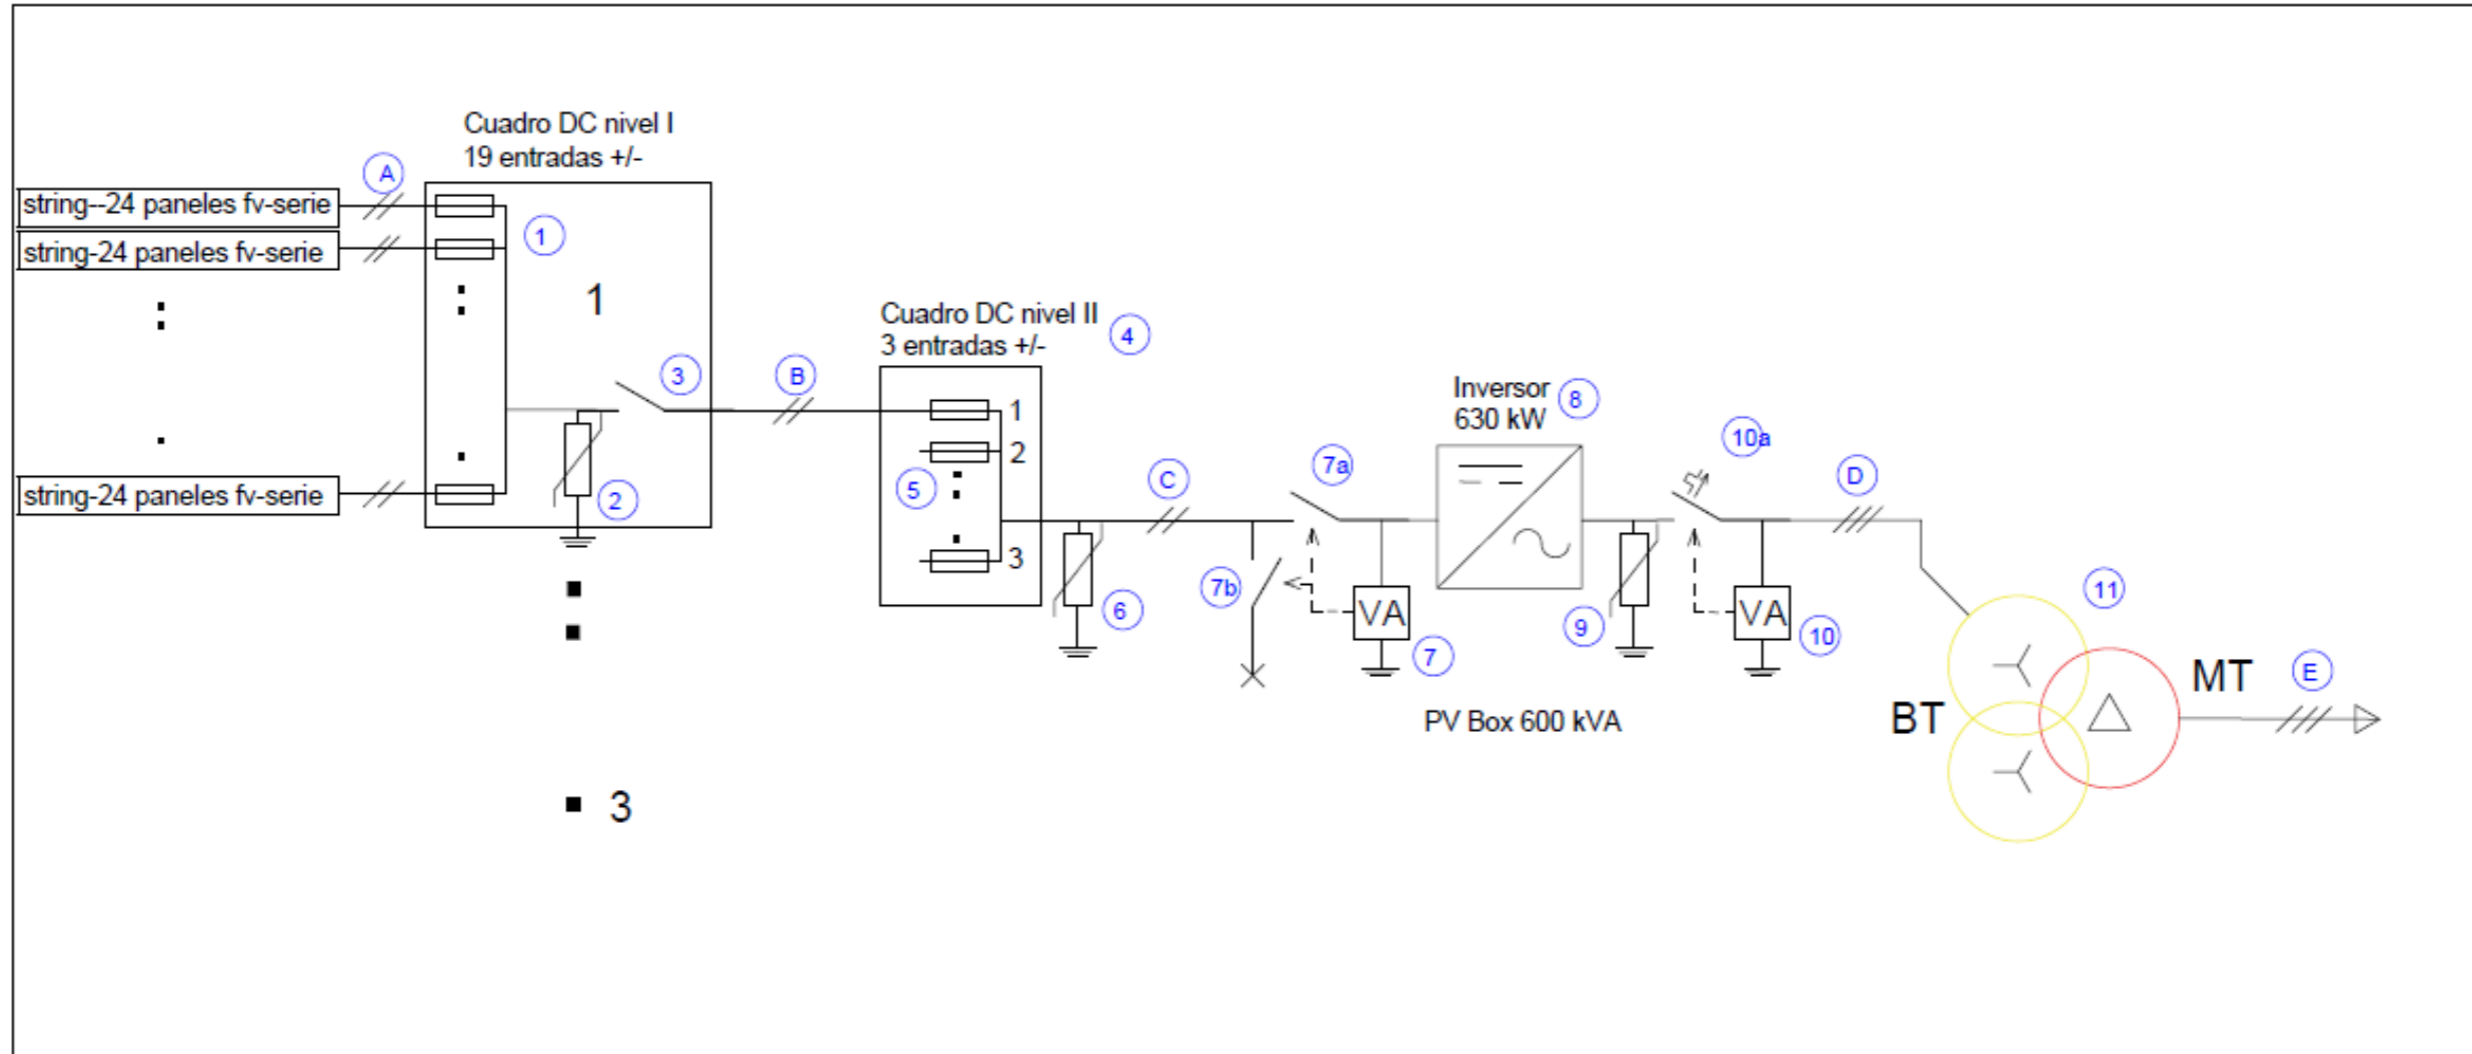 Cuadro DC nivel I
19 entradas +/-
A
string--24 paneles fv-serie
1
string-24 paneles fv-serie
1
Cuadro DC nivel II
3 entradas +/-
4
3
B
Inversor
630 kW
8
1
2
10a
7a
D
5
C
string-24 paneles fv-serie
2
3
7b
6
VA
9
VA
10
11
7
MT
E
BT
PV Box 600 kVA
3